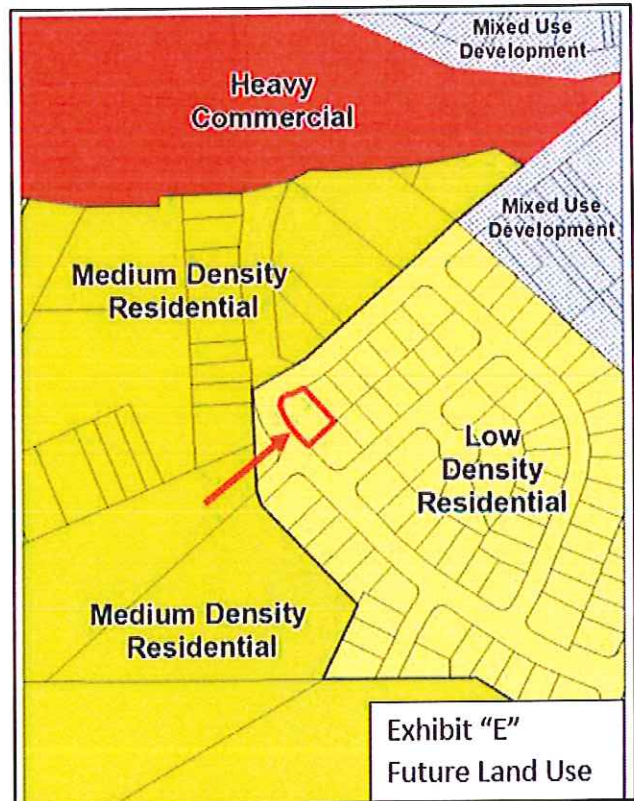 Mixed Use
Development
Heavy
Commercial
Mixed Use
Development
Medium Density
Residential
Low
Density
Residential
Medium Density
Residential
Exhibit “E”
Future Land Use